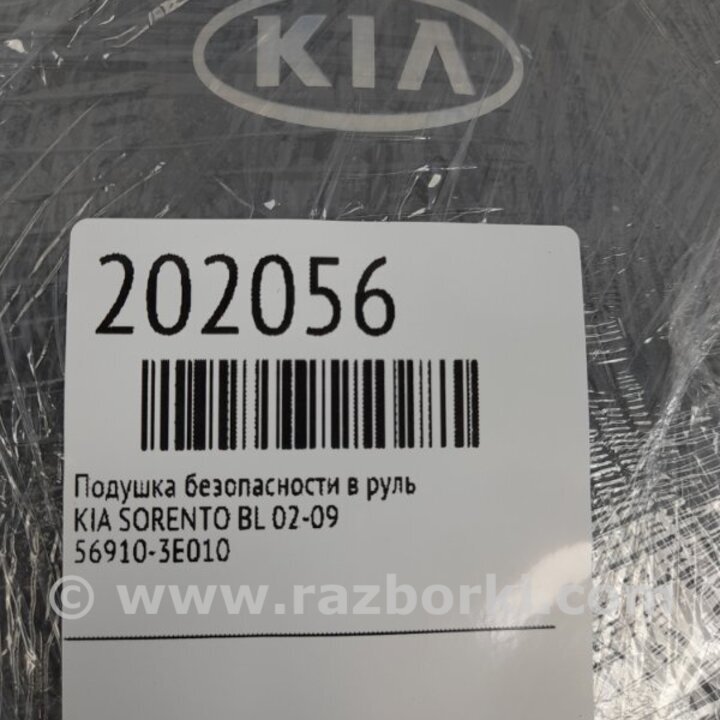 KIA
202056
Подушка безопасности в руль
KIA SORENTO BL 02-09
56910-3E010
© www.razborki.com